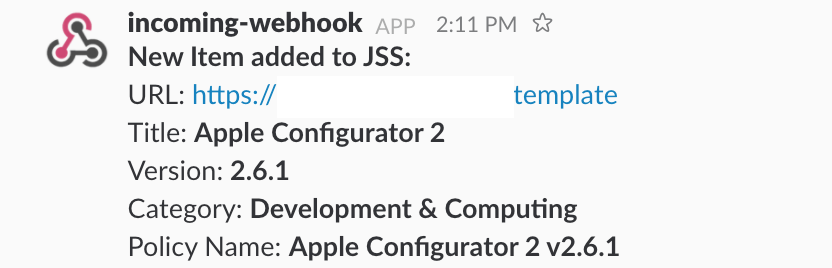 incoming-webhook APP 2:11 PM
New Item added to JSS:
URL: https:// template
Title: Apple Configurator 2
Version: 2.6.1
Category: Development & Computing
Policy Name: Apple Configurator 2 v2.6.1